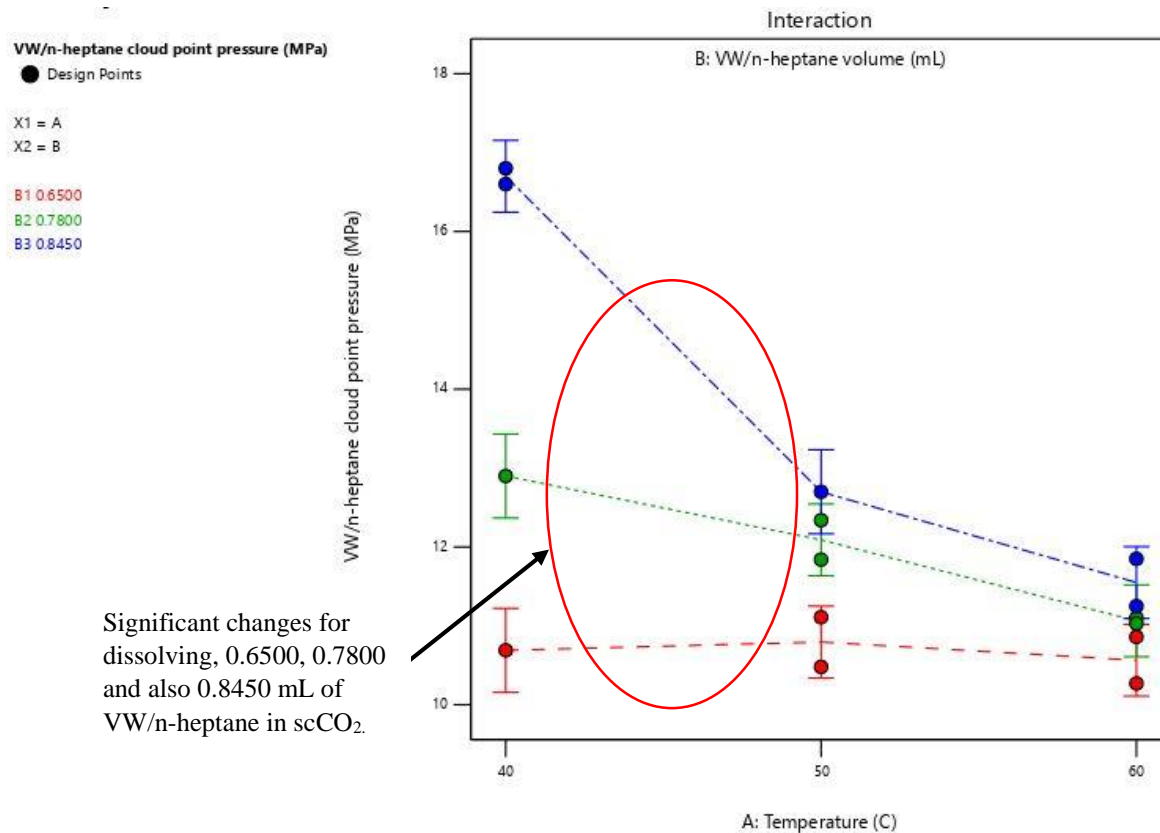 Interaction
VW/n-heptane cloud point pressure (MPa)
Design Points
X1 = A
X2 = B
B1 0.6500
B2 0.7800
B3 0.8450
B: VW/n-heptane volume (mL)
VW/n-heptane cloud point pressure (MPa)
18
16
14
12
10
Significant changes for
dissolving, 0.6500, 0.7800
and also 0.8450 mL of
VW/n-heptane in scCO₂.
40
50
60
A: Temperature (C)